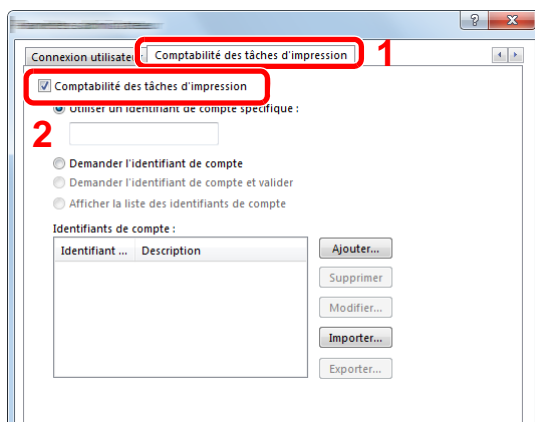 Connexion utilisateur Comptabilité des tâches d'impression 1
Comptabilité des tâches d'impression
Utiliser un identifiant de compte spécifique :
2
Demander l'identifiant de compte
Demander l'identifiant de compte et valider
Afficher la liste des identifiants de compte
Identifiants de compte :
Identifiant ... Description
Ajouter...
Supprimer
Modifier...
Importer...
Exporter...